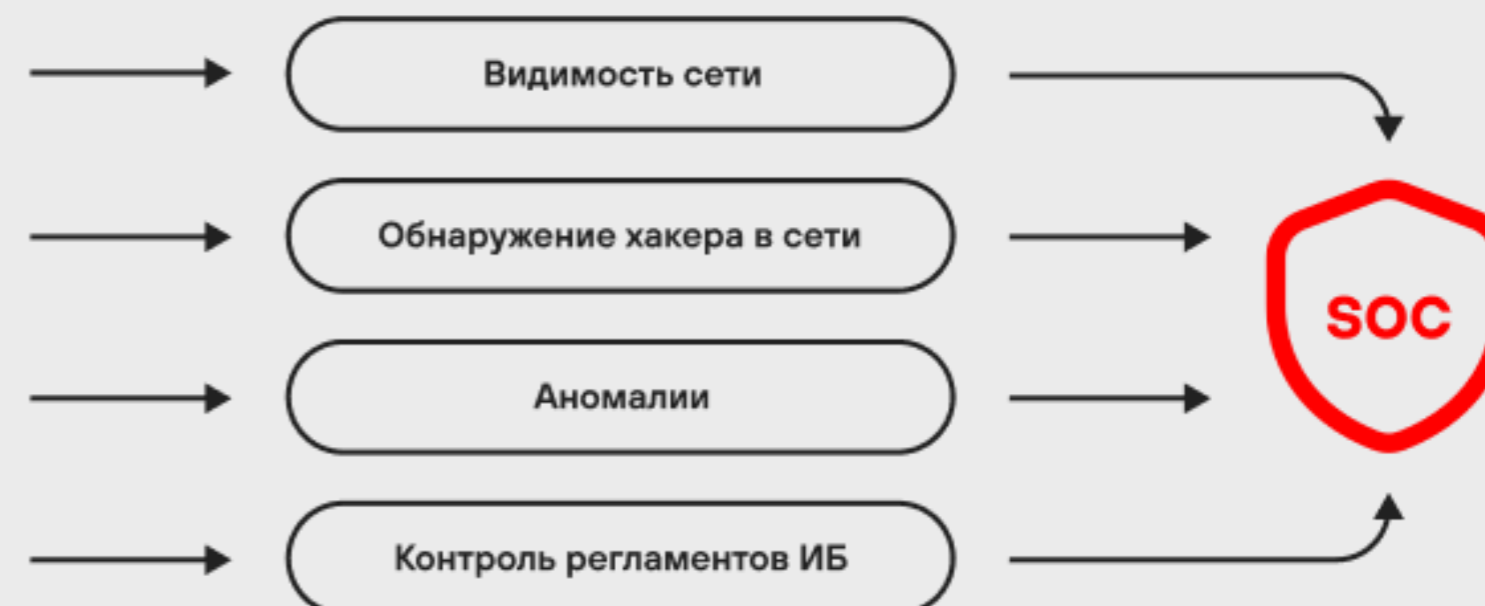 Видимость сети
Обнаружение хакера в сети
SOC
Аномалии
Контроль регламентов ИБ